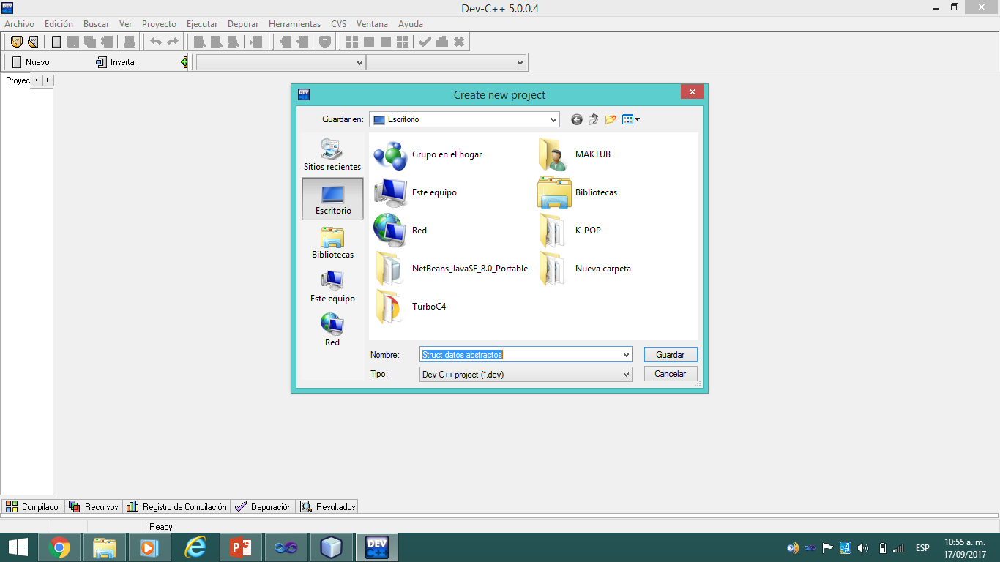 Dev-C++ 5.0.0.4
Archivo Edición Buscar Ver Proyecto Ejecutar Depurar Herramientas CVS Ventana Ayuda
Nuevo Insertar
Proyec
DEV C++ Create new project
Guardar en: Escritorio
Sitios recientes
Escritorio
Bibliotecas
Este equipo
Red
Grupo en el hogar MAKTUB
Este equipo Bibliotecas
Red K-POP
NetBeans_JavaSE_8.0_Portable Nueva carpeta
TurboC4
Nombre: Struct datos abstractos Guardar
Tipo: Dev-C++ project (*.dev) Cancelar
Compilador Recursos Registro de Compilación Depuración Resultados
Ready.
DEV C++
ESP
10:55 a. m.
17/09/2017